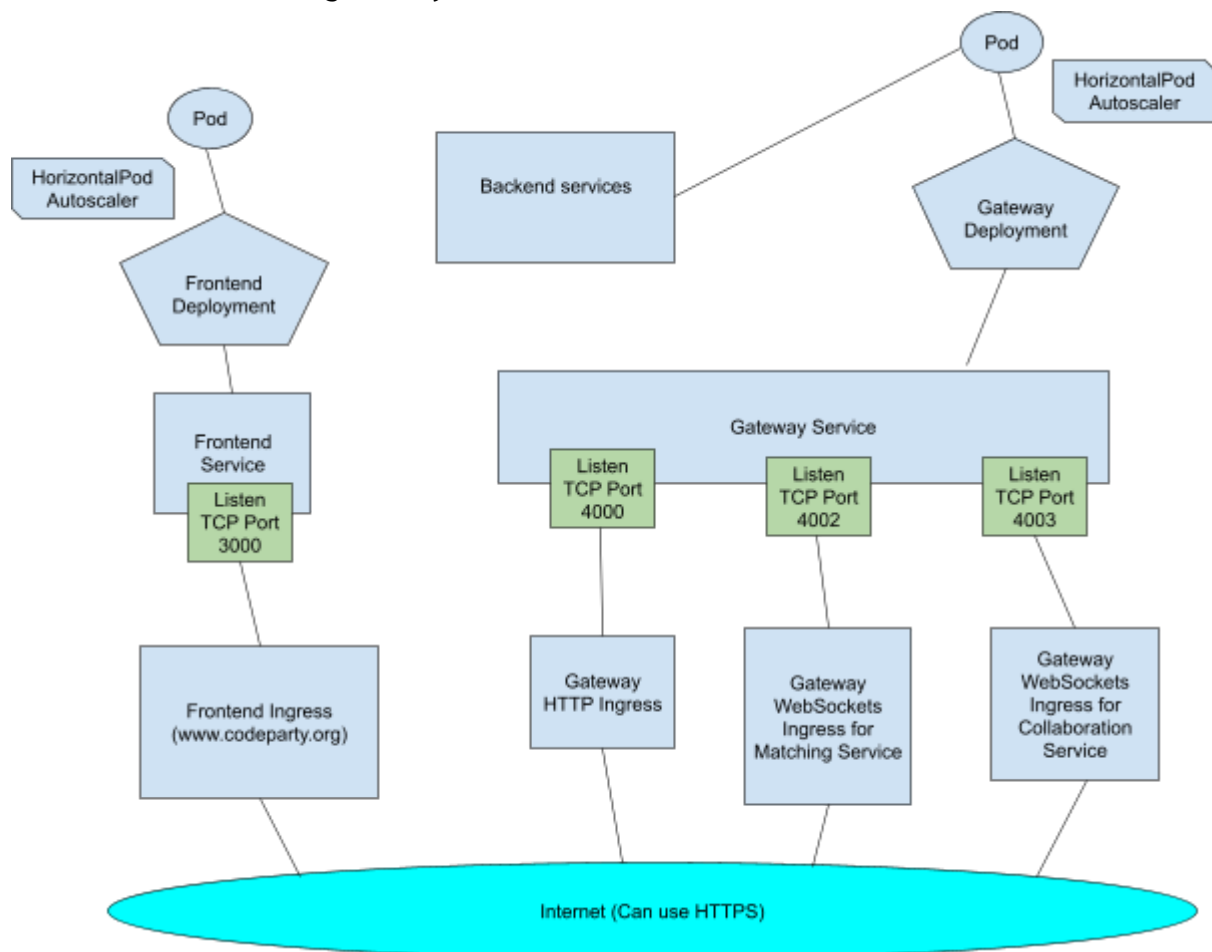 Pod
HorizontalPod
Autoscaler
Pod
HorizontalPod
Autoscaler
Backend services
Gateway
Deployment
Frontend
Deployment
Frontend
Service
Listen
TCP Port
3000
Gateway Service
Listen
TCP Port
4000
Listen
TCP Port
4002
Listen
TCP Port
4003
Frontend Ingress
(www.codeparty.org)
Gateway
HTTP Ingress
Gateway
WebSockets
Ingress for
Matching Service
Gateway
WebSockets
Ingress for
Collaboration
Service
Internet (Can use HTTPS)